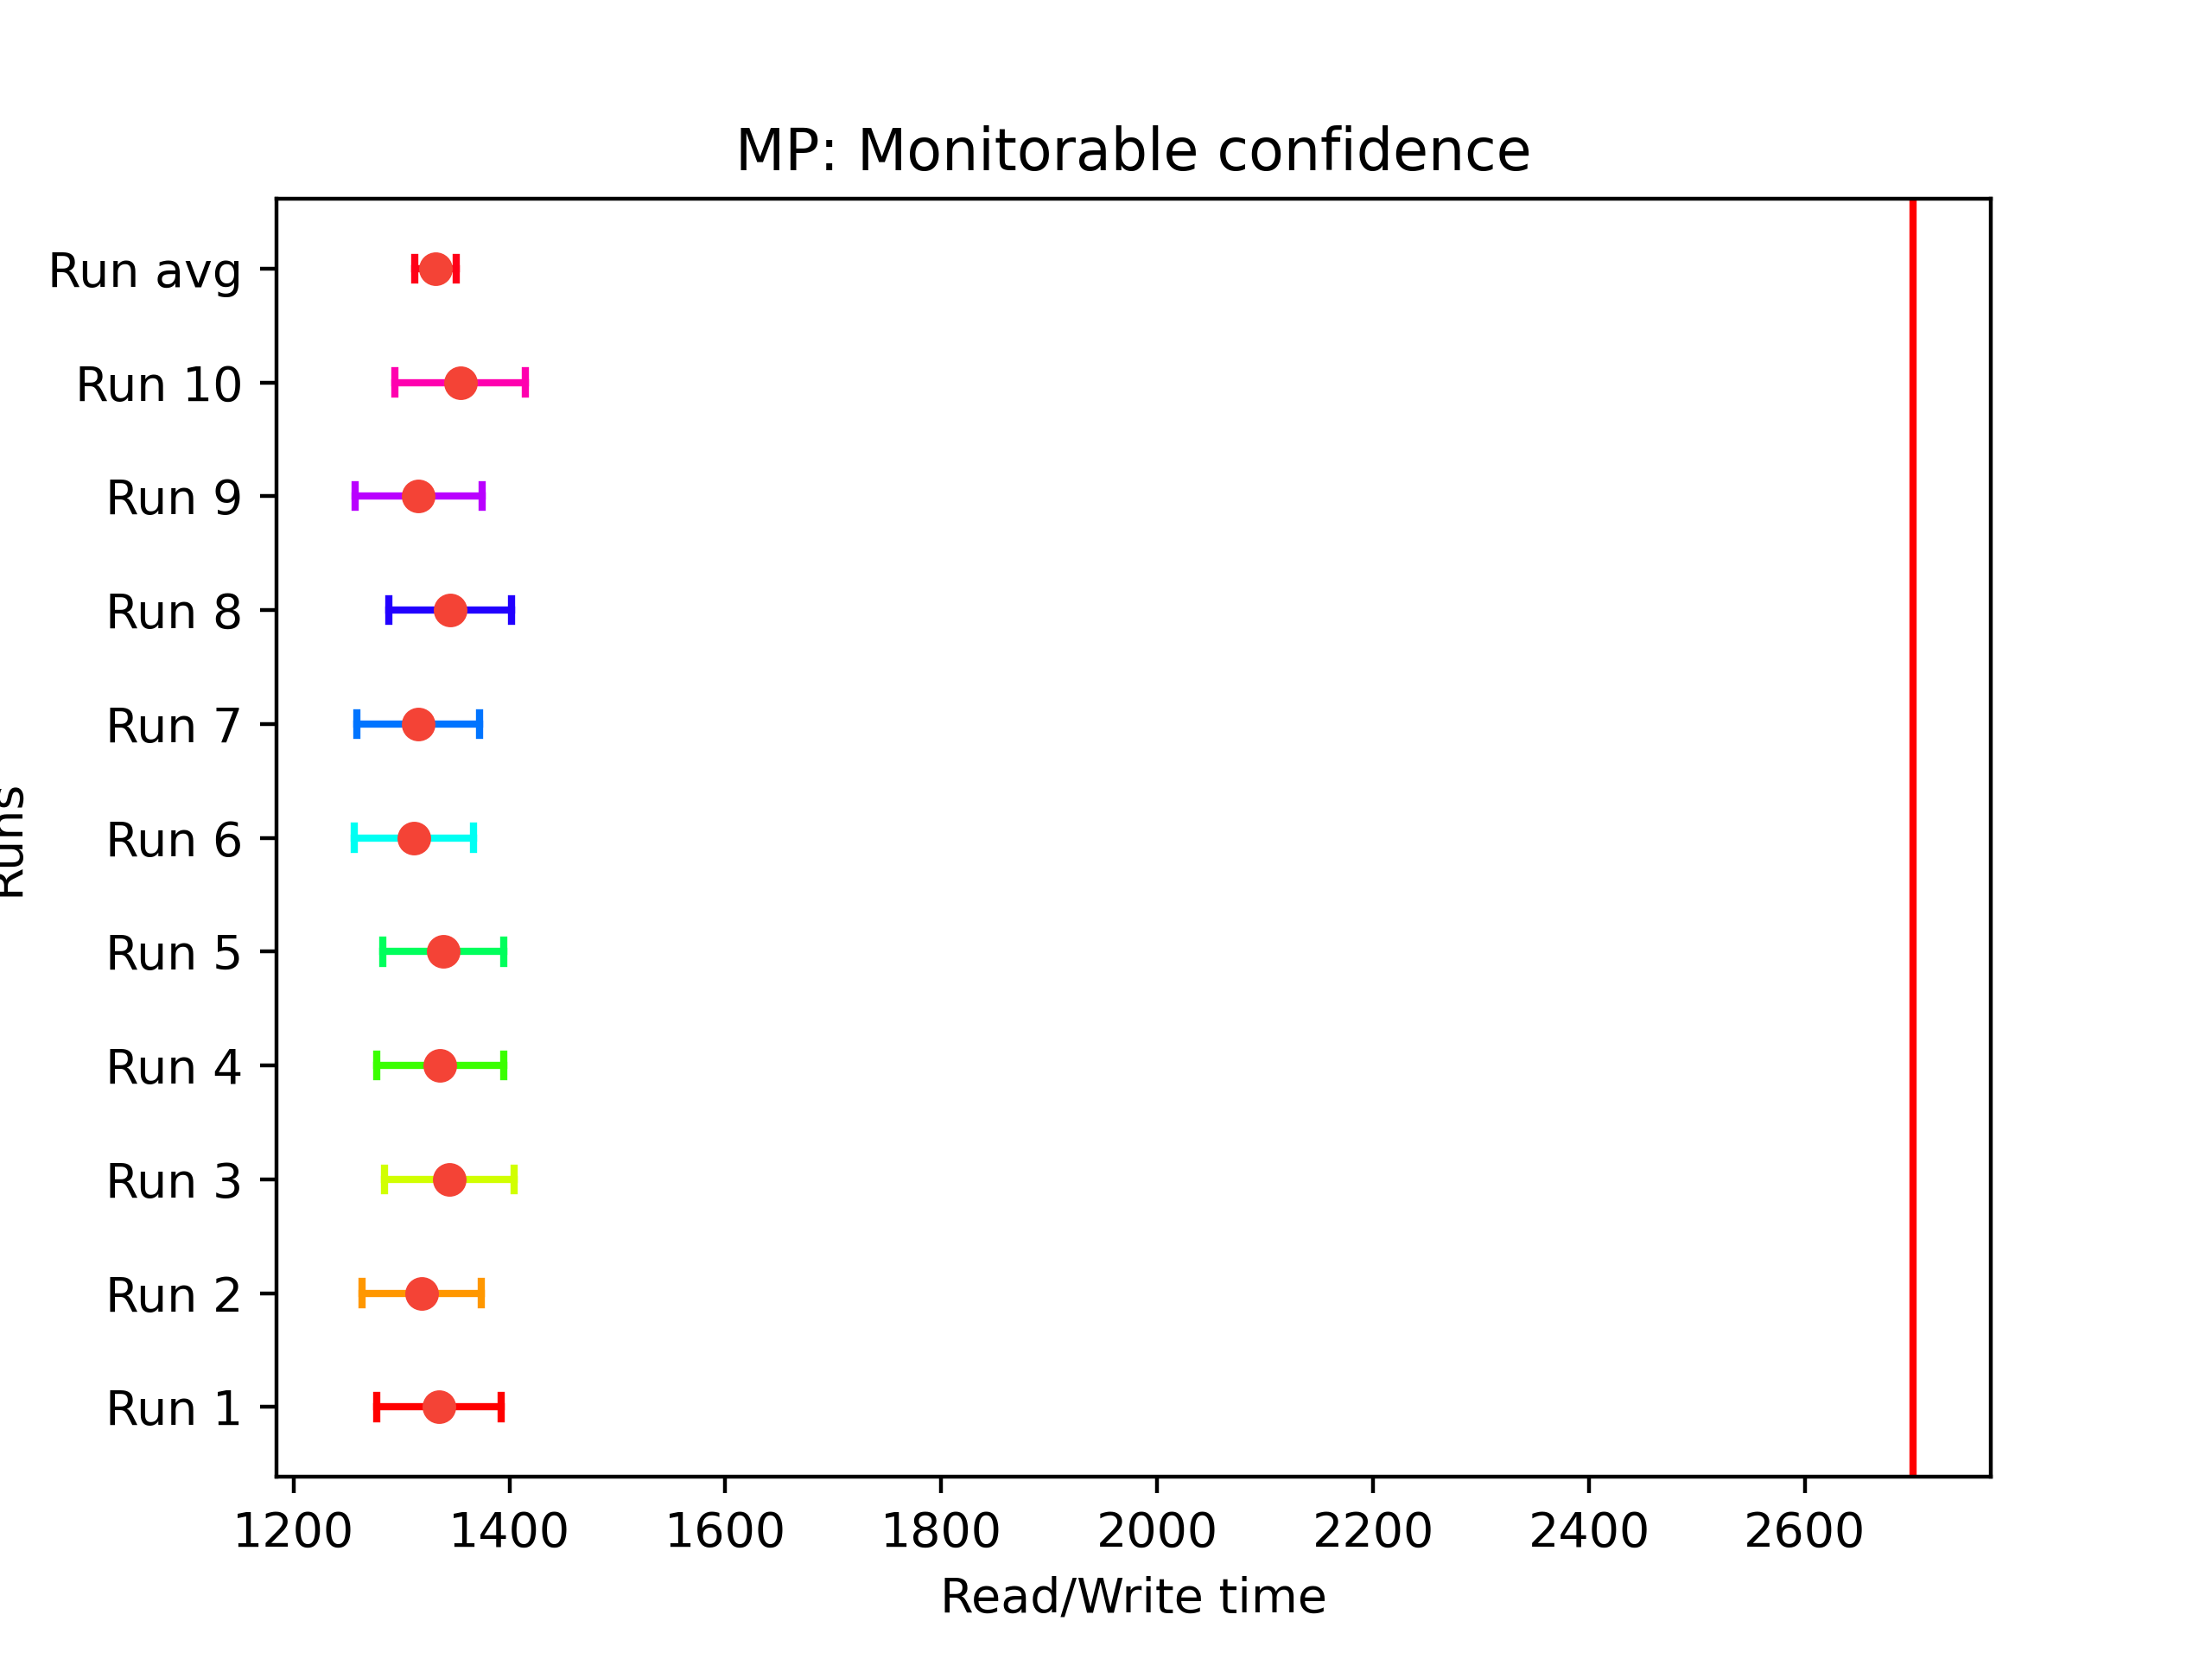 MP: Monitorable confidence
Run avg
Run 10
Run 9
Run 8
Run 7
Run 6
Run 5
Run 4
Run 3
Run 2
Run 1
Runs
1200 1400 1600 1800 2000 2200 2400 2600
Read/Write time